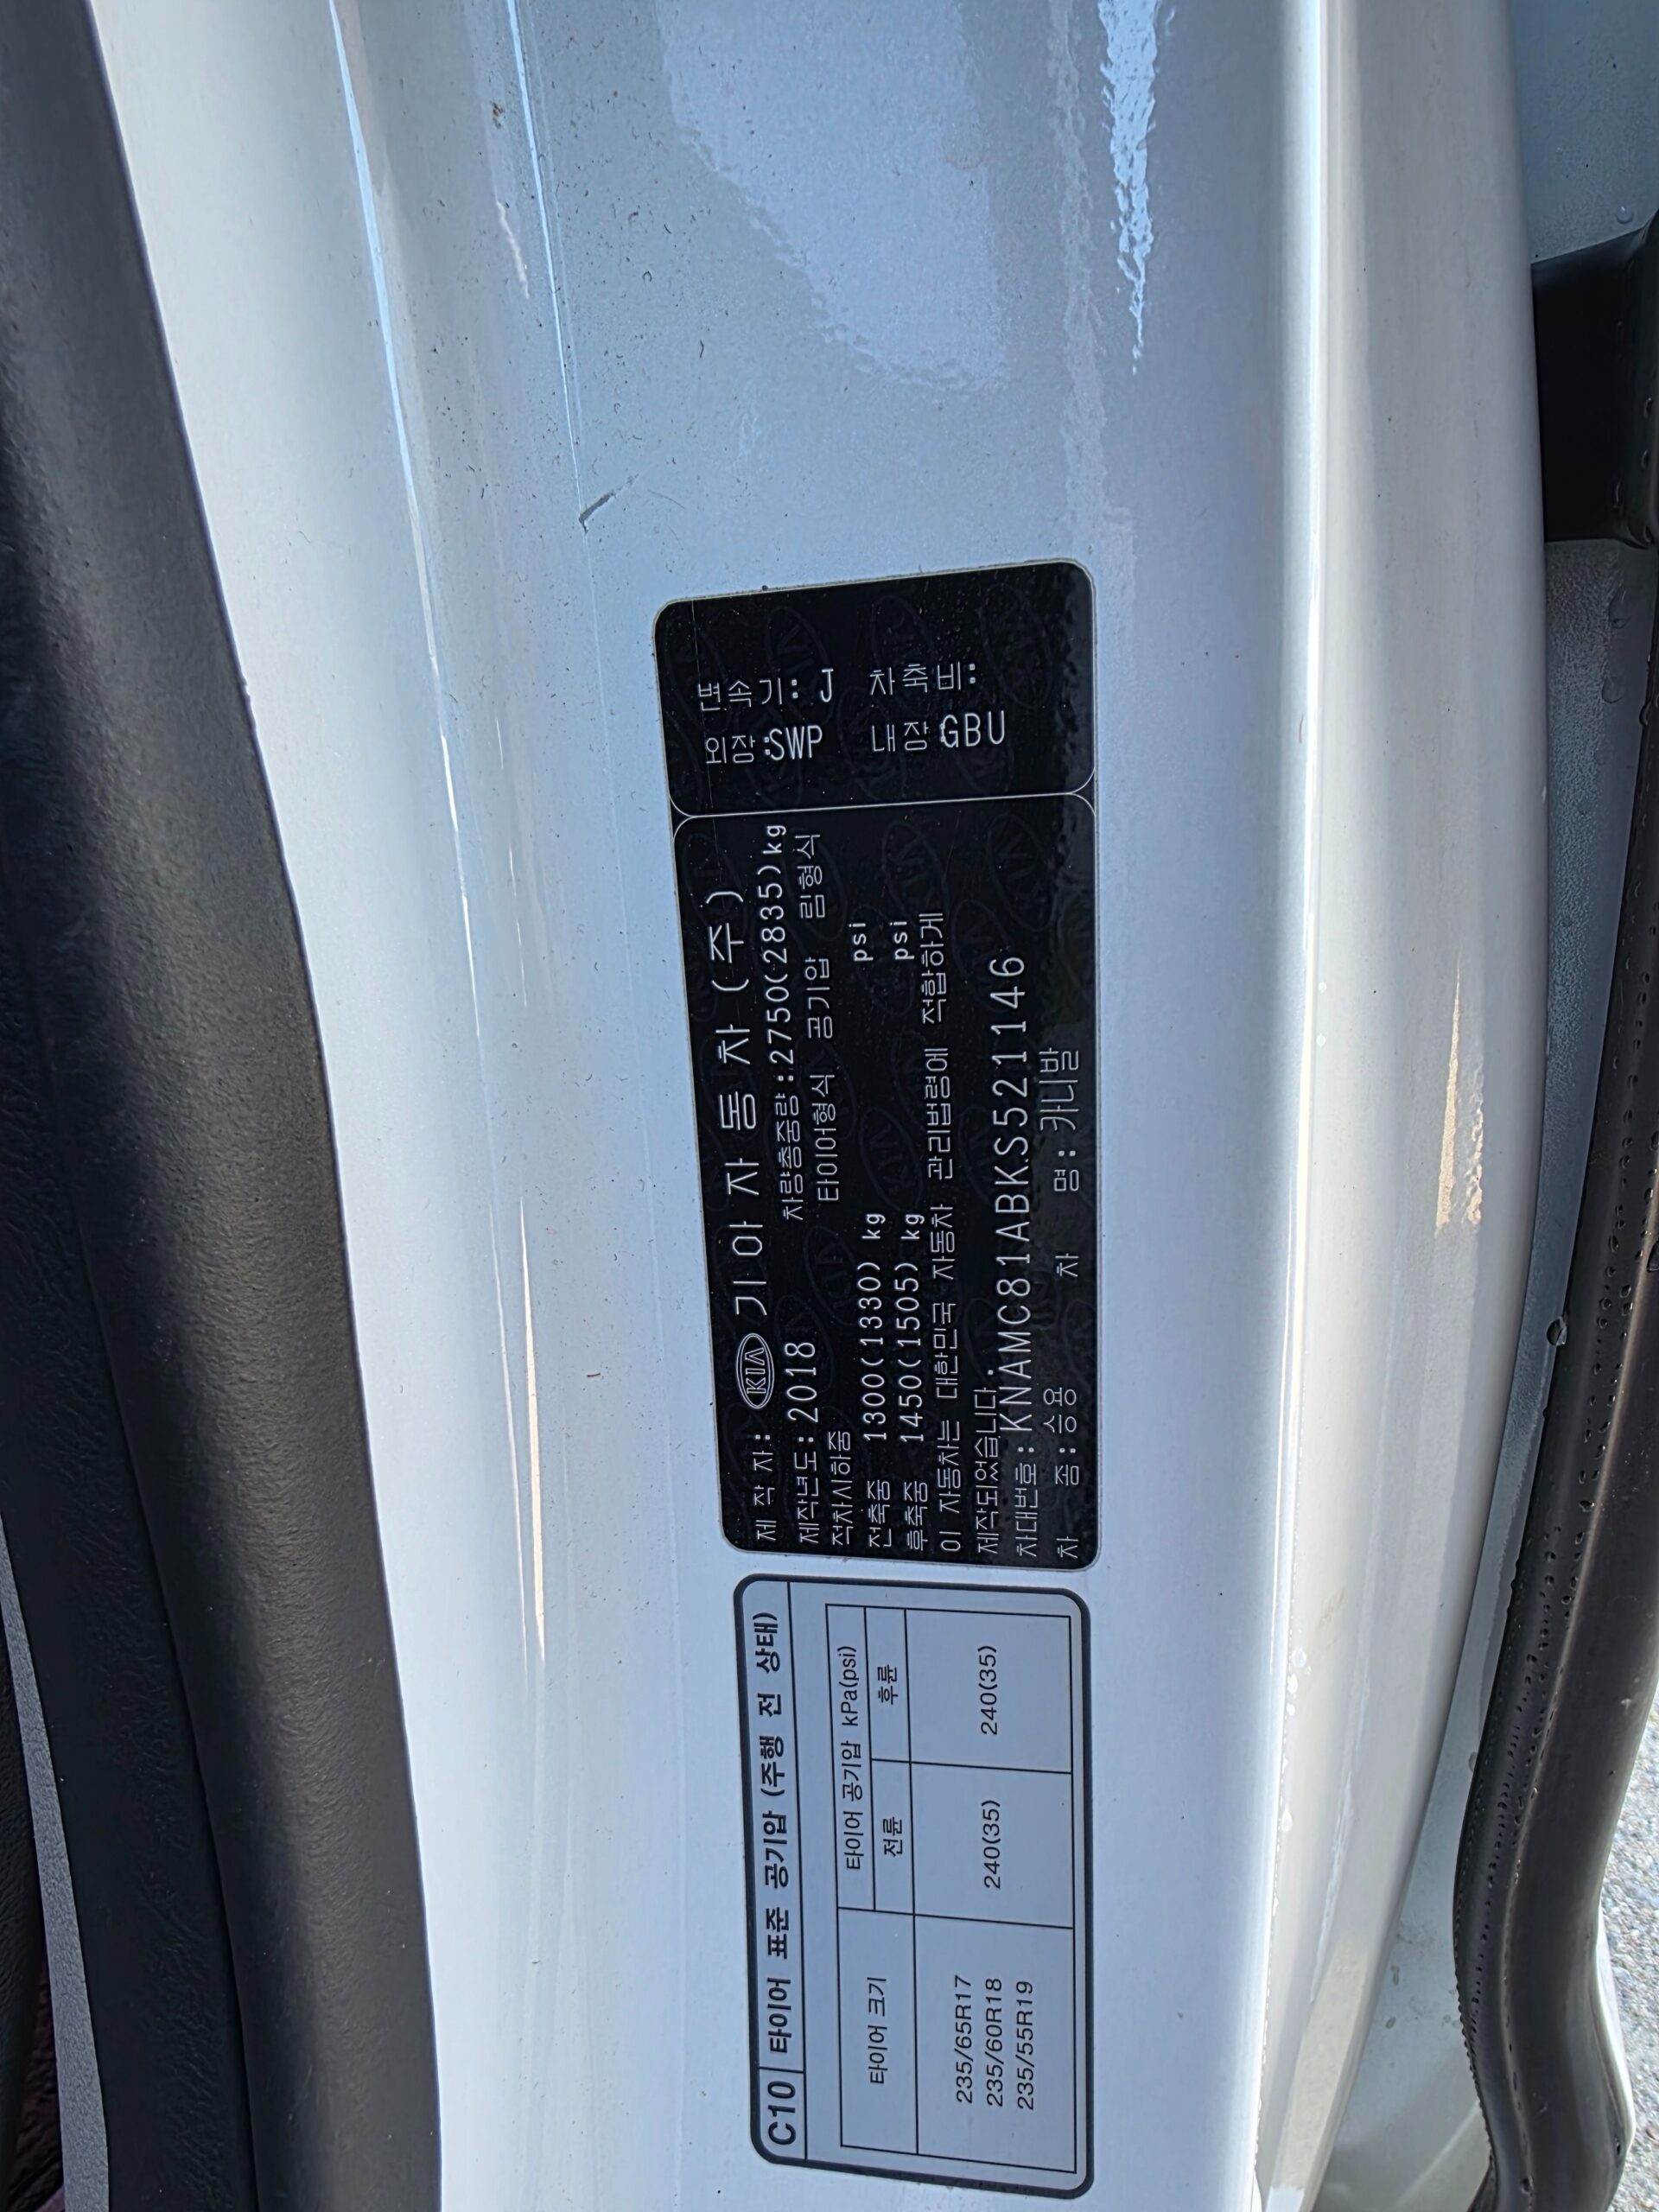 제 작 자: KIA 기아자동차(주)
제작년도:2018 차량총중량:2750(2835)kg
적차시하중 타이어형식 공기압 림형식
전축중 1300(1330) kg psi
후축중 1450(1505) kg psi
이 자동차는 대한민국 자동차 관리법령에 적합하게
제작되었습니다.
차대번호:KNAMC81ABKS521146
차 종:승용 차 명:카니발
변속기: J 차축비:
외장:SWP 내장:GBU
C10 타이어 표준 공기압 (주행 전 상태)
타이어 크기 타이어 공기압 kPa(psi)
전륜 후륜
235/65R17
235/60R18 240(35) 240(35)
235/55R19